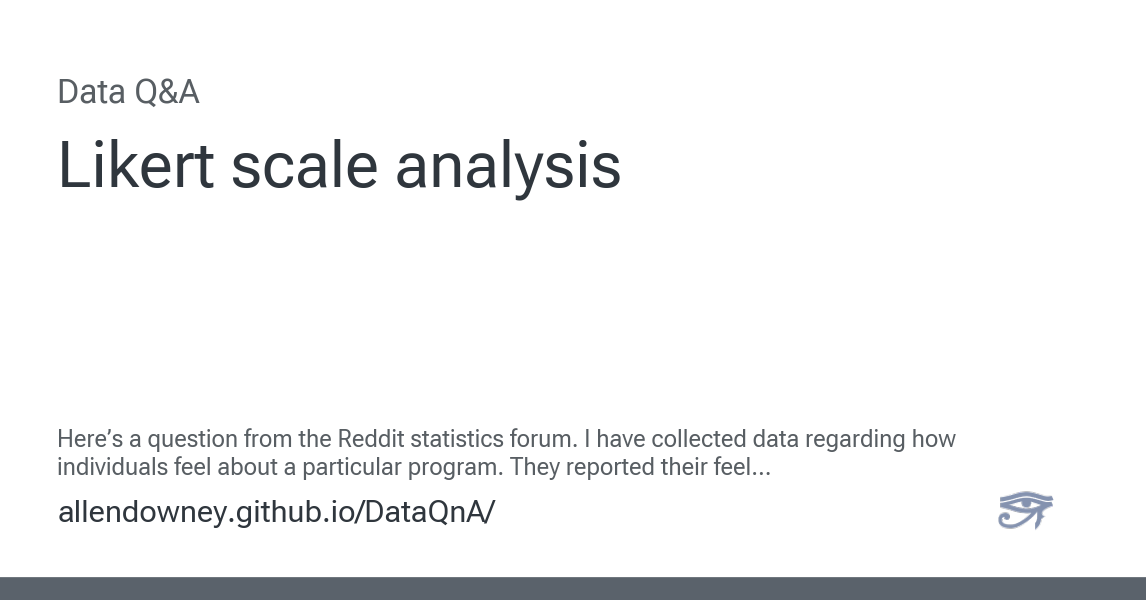 Data Q&A
Likert scale analysis
Here’s a question from the Reddit statistics forum. I have collected data regarding how
individuals feel about a particular program. They reported their feel...
allendowney.github.io/DataQnA/